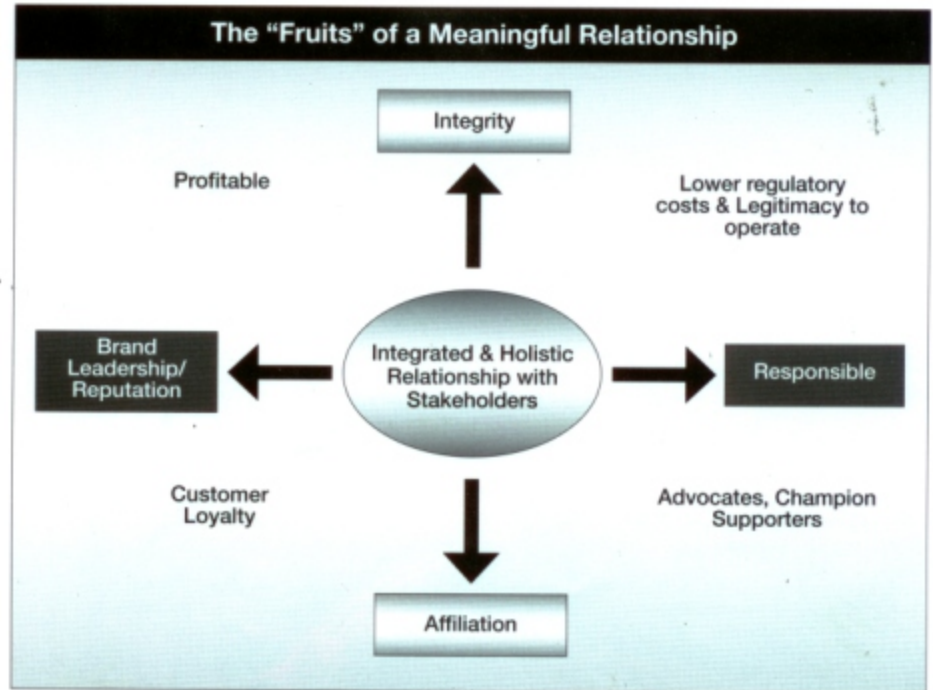 The “Fruits” of a Meaningful Relationship
Integrity
Profitable
Lower regulatory
costs & Legitimacy to
operate
Brand
Leadership/
Reputation
Integrated & Holistic
Relationship with
Stakeholders
Responsible
Customer
Loyalty
Advocates, Champion
Supporters
Affiliation